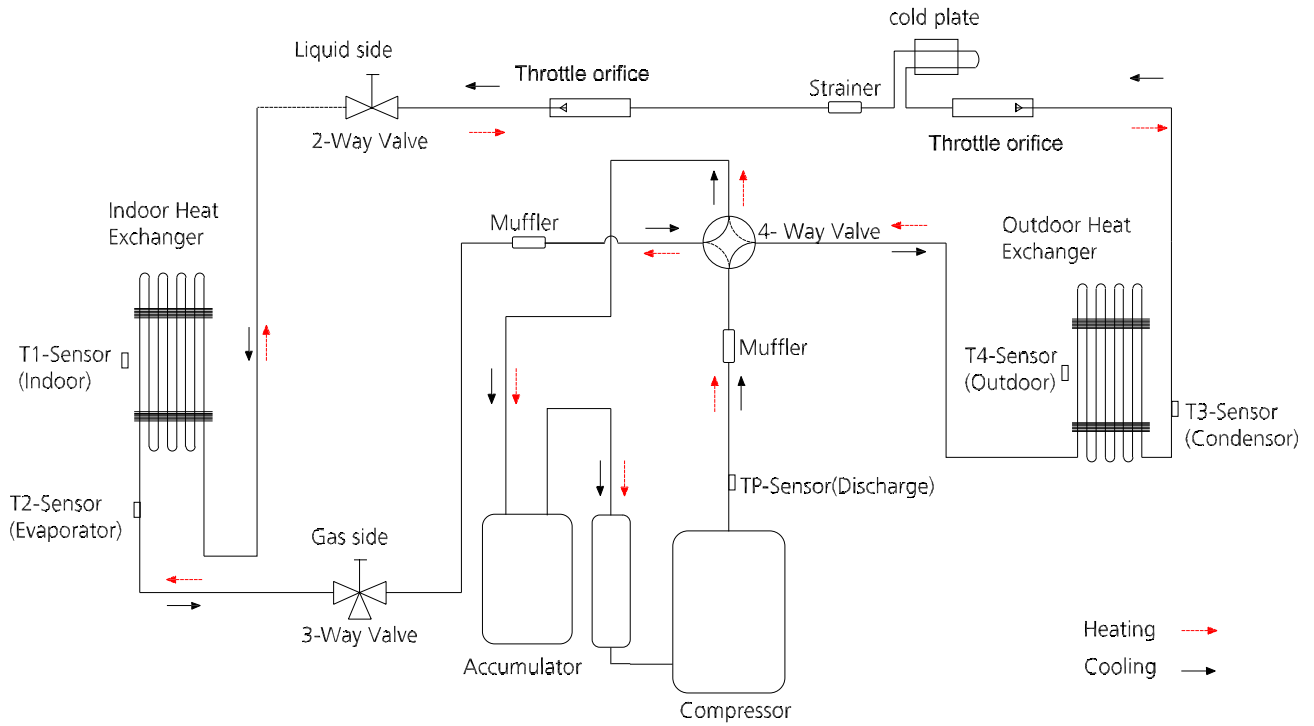 cold plate
Liquid side
Throttle orifice
Strainer
2-Way Valve
Throttle orifice
Indoor Heat
Exchanger
Muffler
4- Way Valve
Outdoor Heat
Exchanger
T1-Sensor
(Indoor)
Muffler
T4-Sensor
(Outdoor)
T3-Sensor
(Condensor)
T2-Sensor
(Evaporator)
TP-Sensor(Discharge)
Gas side
3-Way Valve
Accumulator
Compressor
Heating
Cooling